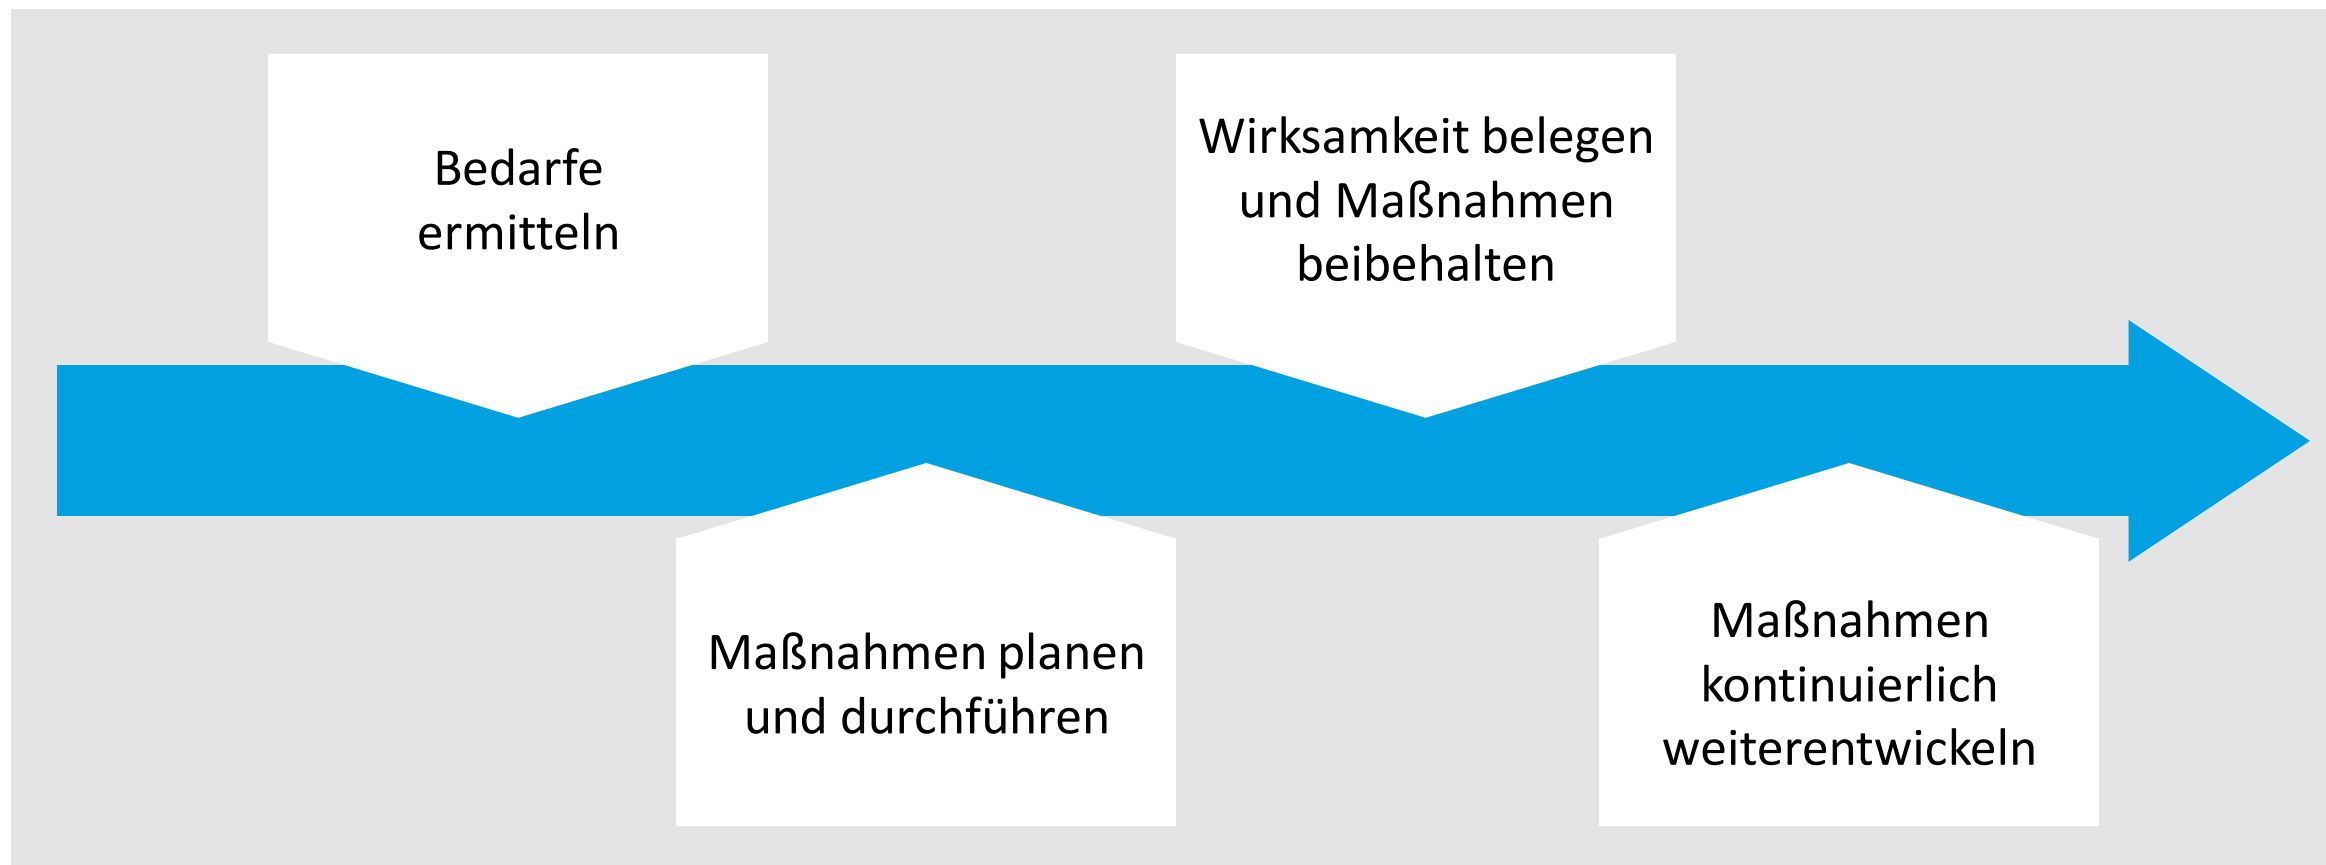 Bedarfe
ermitteln
Maßnahmen planen
und durchführen
Wirksamkeit belegen
und Maßnahmen
beibehalten
Maßnahmen
kontinuierlich
weiterentwickeln